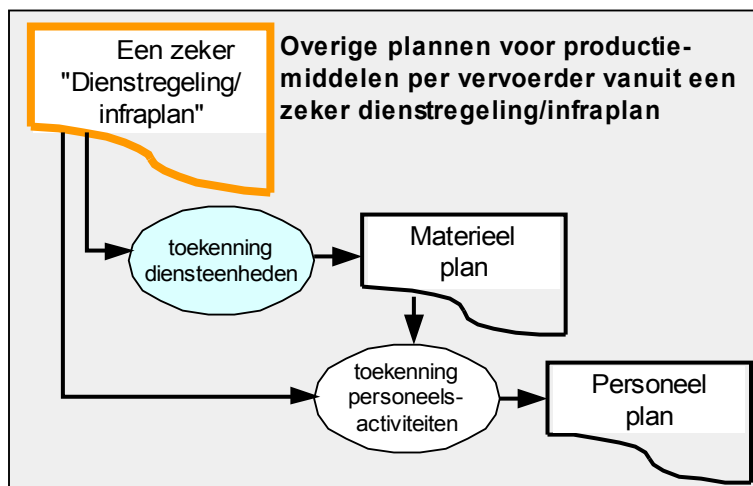 Een zeker
"Dienstregeling/
infraplan"
Overige plannen voor productie-
middelen per vervoerder vanuit een
zeker dienstregeling/infraplan
toekenning
diensteenheden
Materieel
plan
toekenning
personeels-
activiteiten
Personeel
plan